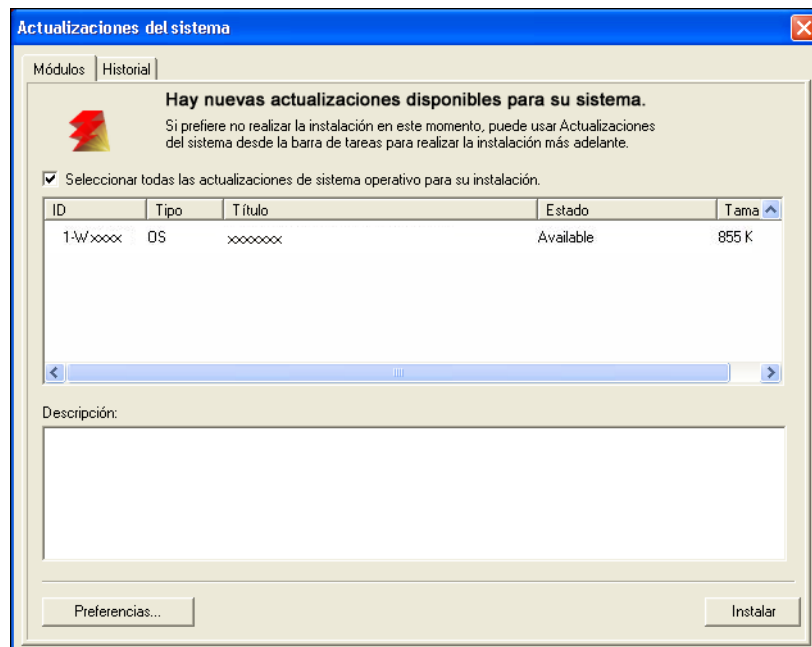 Actualizaciones del sistema
Módulos Historial
Hay nuevas actualizaciones disponibles para su sistema.
Si prefiere no realizar la instalación en este momento, puede usar Actualizaciones
del sistema desde la barra de tareas para realizar la instalación más adelante.
Seleccionar todas las actualizaciones de sistema operativo para su instalación.
ID Tipo Título Estado Tama
1-Wxxxx OS xxxxxxx Available 855 K
Descripción:
Preferencias... Instalar